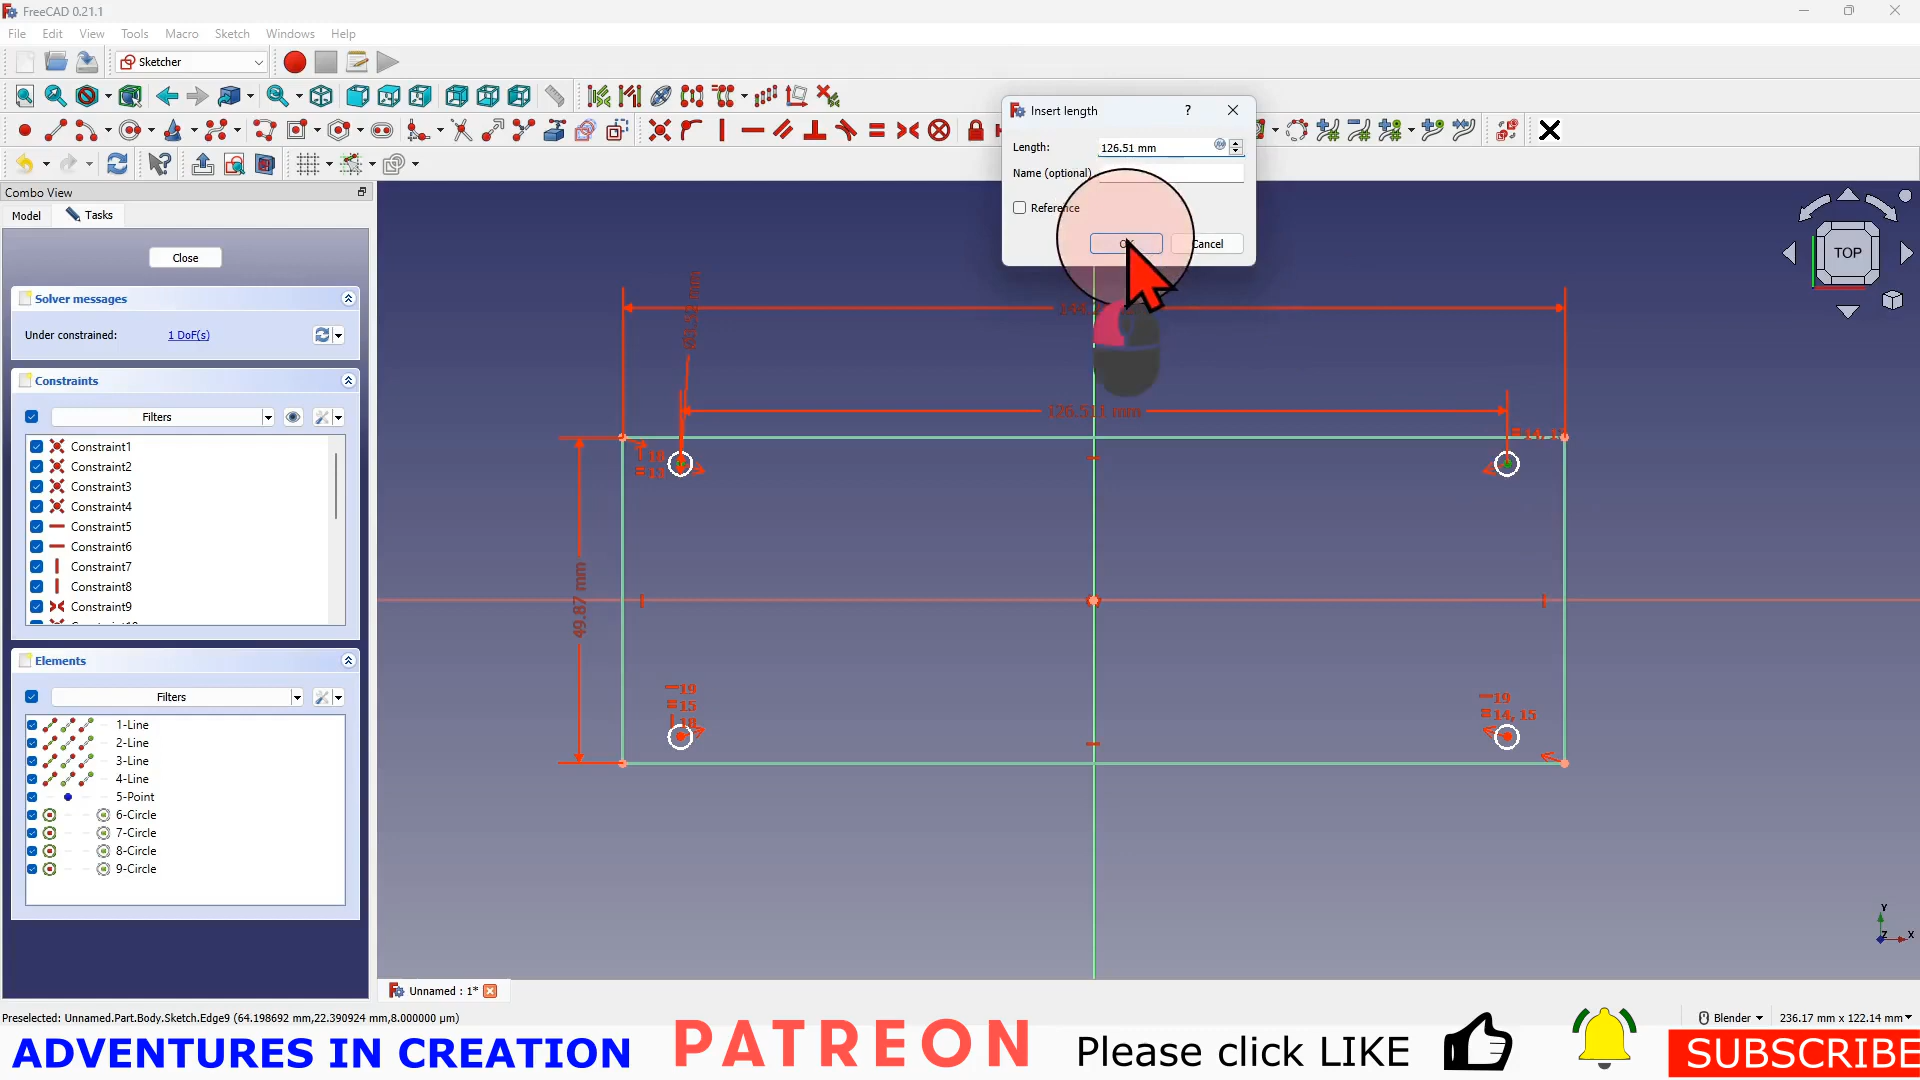 FreeCAD 0.21.1
File Edit View Tools Macro Sketch Windows Help
Sketcher
Insert length ?
Length: 126.51 mm
Name (optional)
Reference
Cancel
Combo View
Model Tasks
Close
Solver messages
Under constrained: 1 DoF(s)
Constraints
Filters
Constraint1
Constraint2
Constraint3
Constraint4
Constraint5
Constraint6
Constraint7
Constraint8
Constraint9
Elements
Filters
1-Line
2-Line
3-Line
4-Line
5-Point
6-Circle
7-Circle
8-Circle
9-Circle
49.87 mm
19
=15
19
=14, 15
TOP
Y
Z X
Unnamed : 1*
Preselected: Unnamed.Part.Body.Sketch.Edge9 (64.198692 mm,22.390924 mm,8.000000 µm)
Blender 236.17 mm x 122.14 mm
ADVENTURES IN CREATION
PATREON
Please click LIKE
SUBSCRIBE